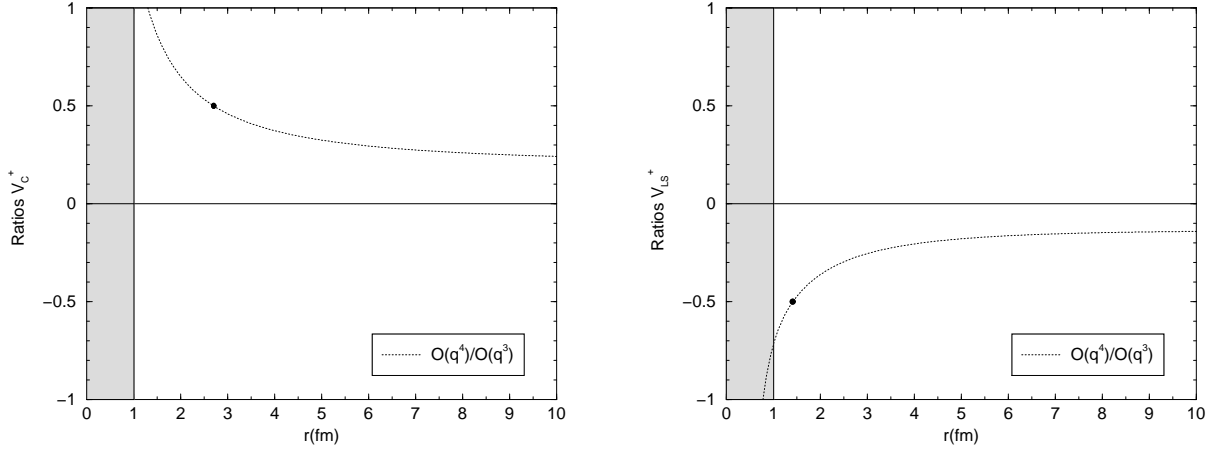 Ratios V_C^+
1
0.5
0
−0.5
−1
0 1 2 3 4 5 6 7 8 9 10
r(fm)
O(q^4)/O(q^3)
Ratios V_LS^+
1
0.5
0
−0.5
−1
0 1 2 3 4 5 6 7 8 9 10
r(fm)
O(q^4)/O(q^3)